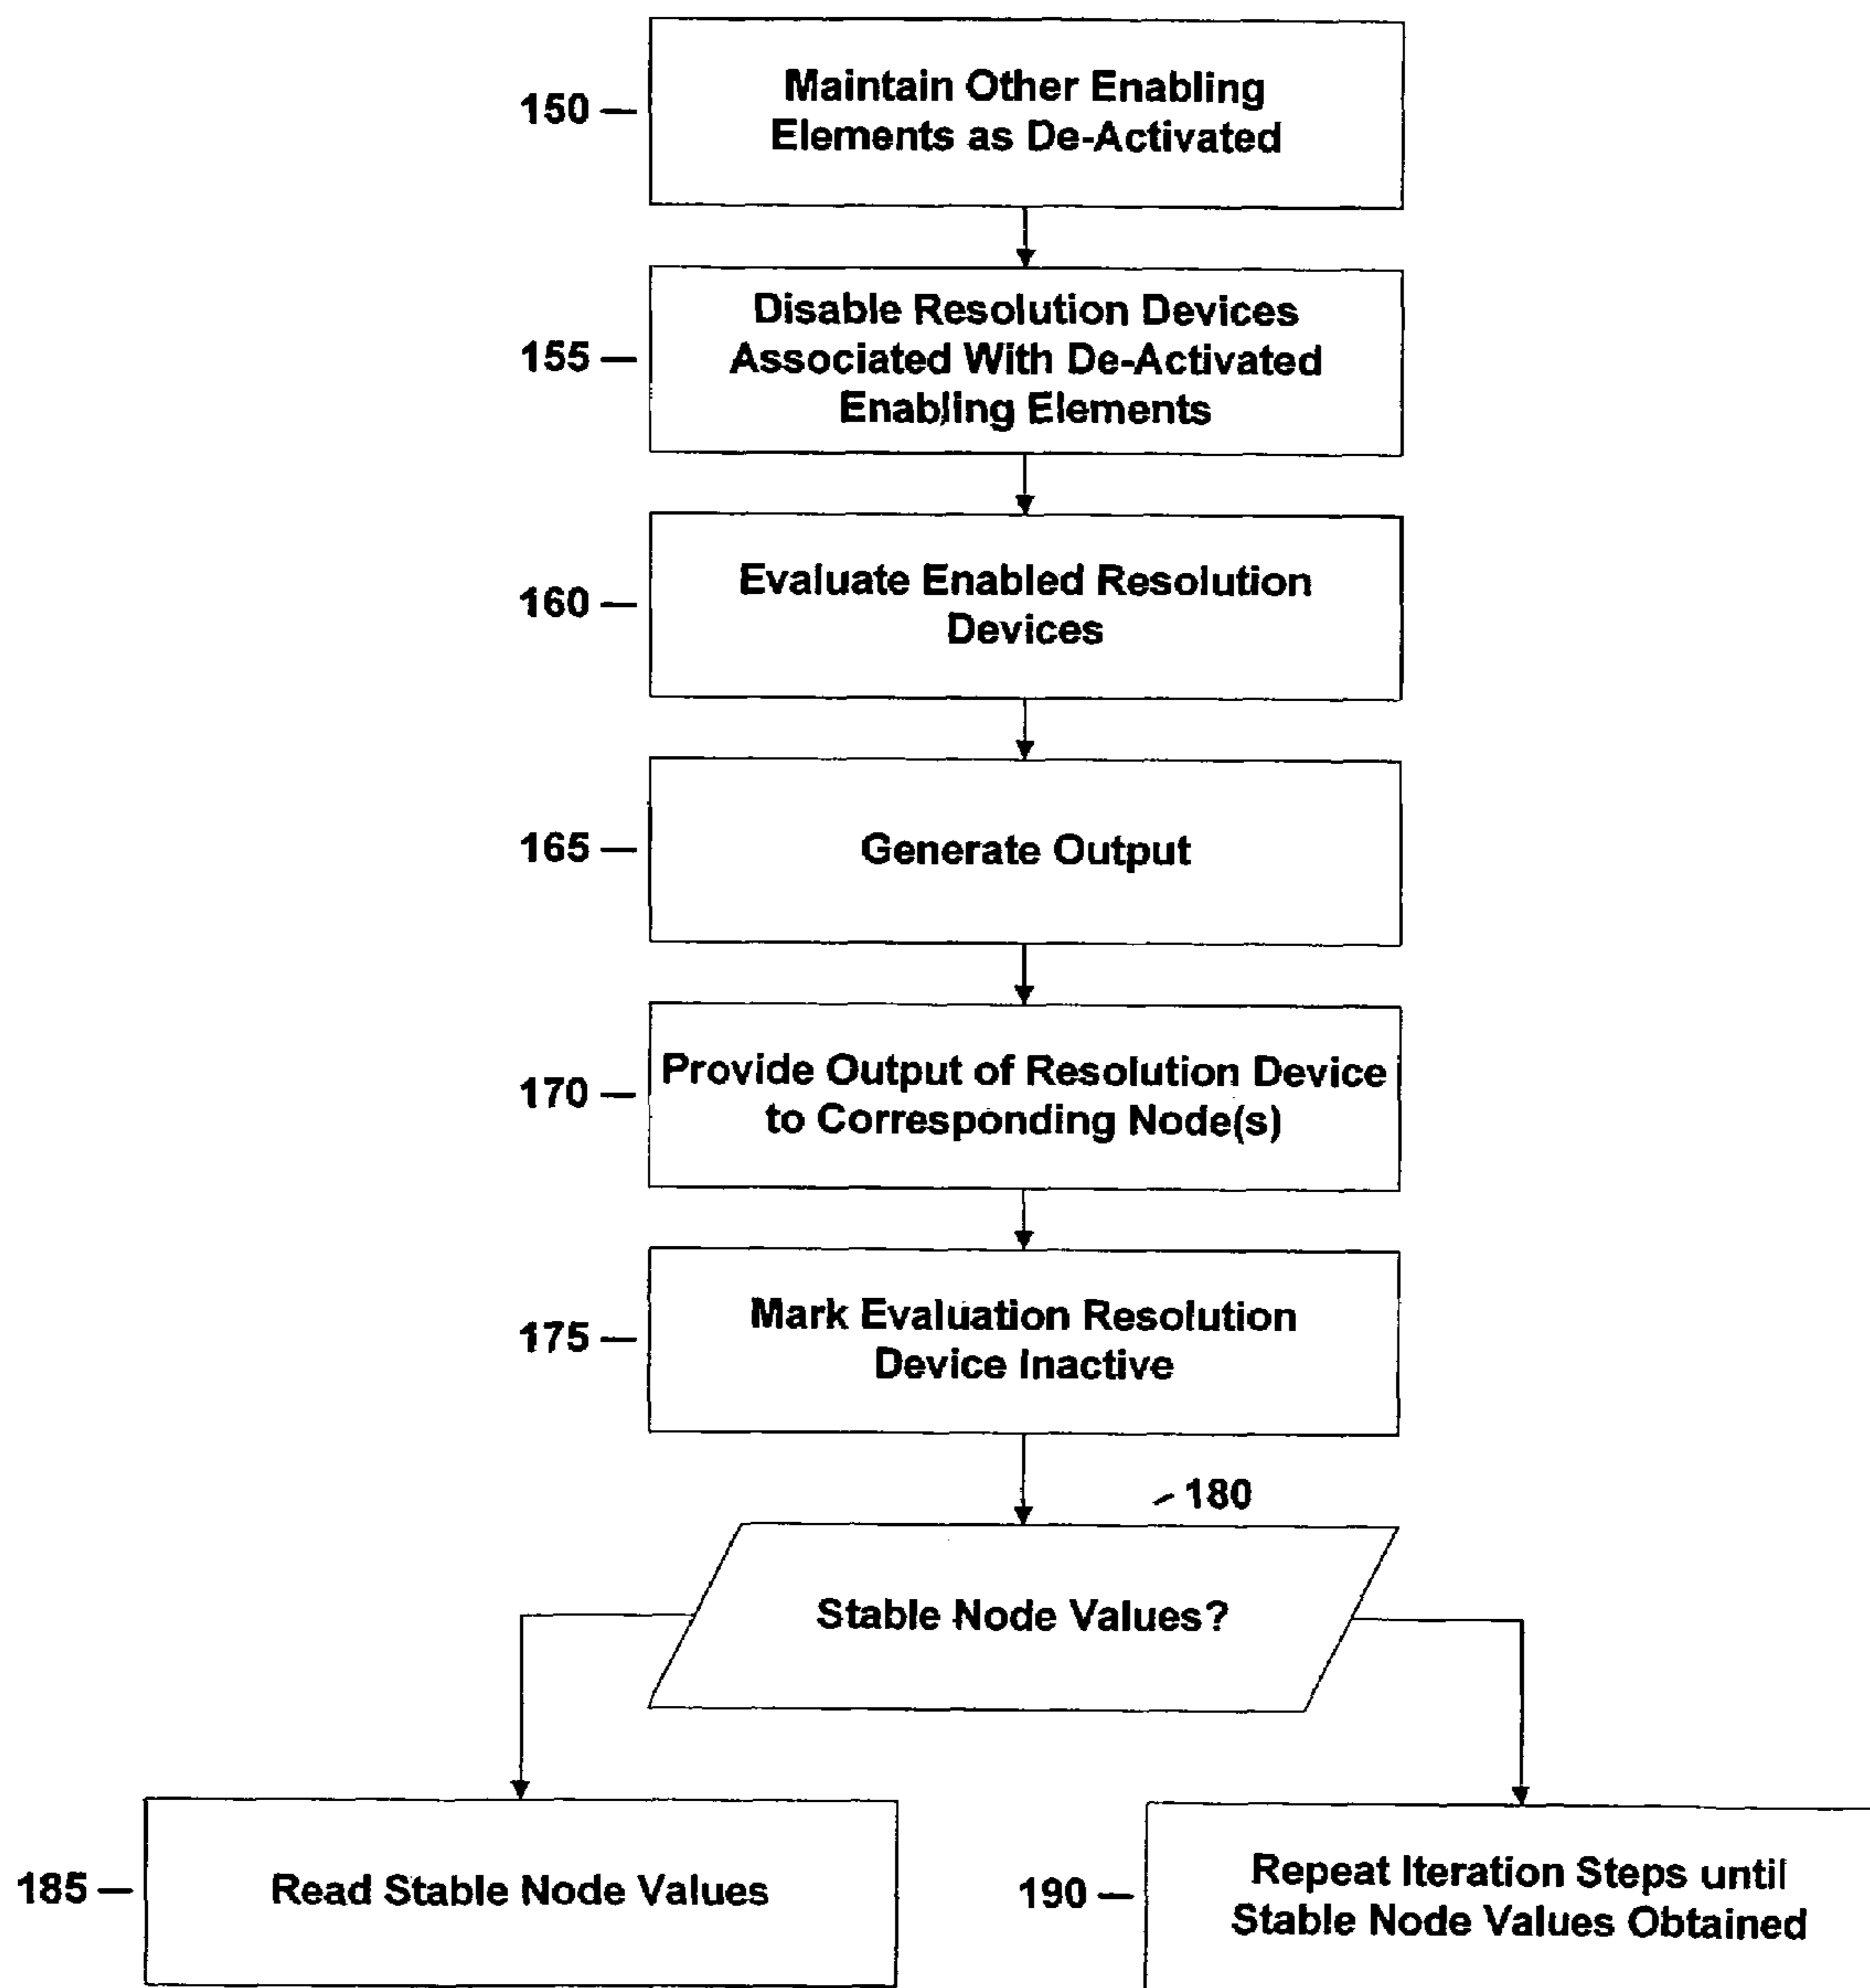 150
Maintain Other Enabling
Elements as De-Activated
155
Disable Resolution Devices
Associated With De-Activated
Enabling Elements
160
Evaluate Enabled Resolution
Devices
165
Generate Output
170
Provide Output of Resolution Device
to Corresponding Node(s)
175
Mark Evaluation Resolution
Device Inactive
180
Stable Node Values?
185
Read Stable Node Values
190
Repeat Iteration Steps until
Stable Node Values Obtained